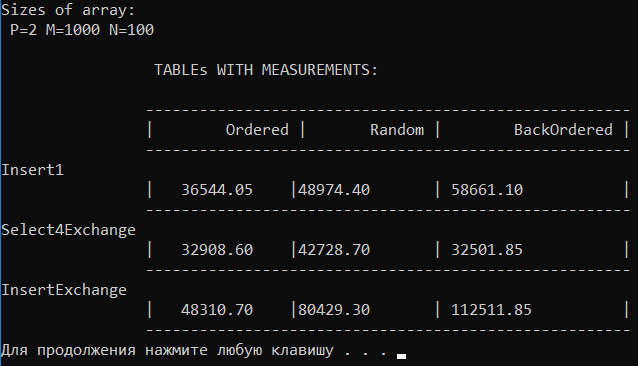 Sizes of array:
P=2 M=1000 N=100
TABLEs WITH MEASUREMENTS:
------------------------------------------------------
| Ordered | Random | BackOrdered |
------------------------------------------------------
Insert1
| 36544.05 |48974.40 | 58661.10 |
------------------------------------------------------
Select4Exchange
| 32908.60 |42728.70 | 32501.85 |
------------------------------------------------------
InsertExchange
| 48310.70 |80429.30 | 112511.85 |
------------------------------------------------------
Для продолжения нажмите любую клавишу . . .